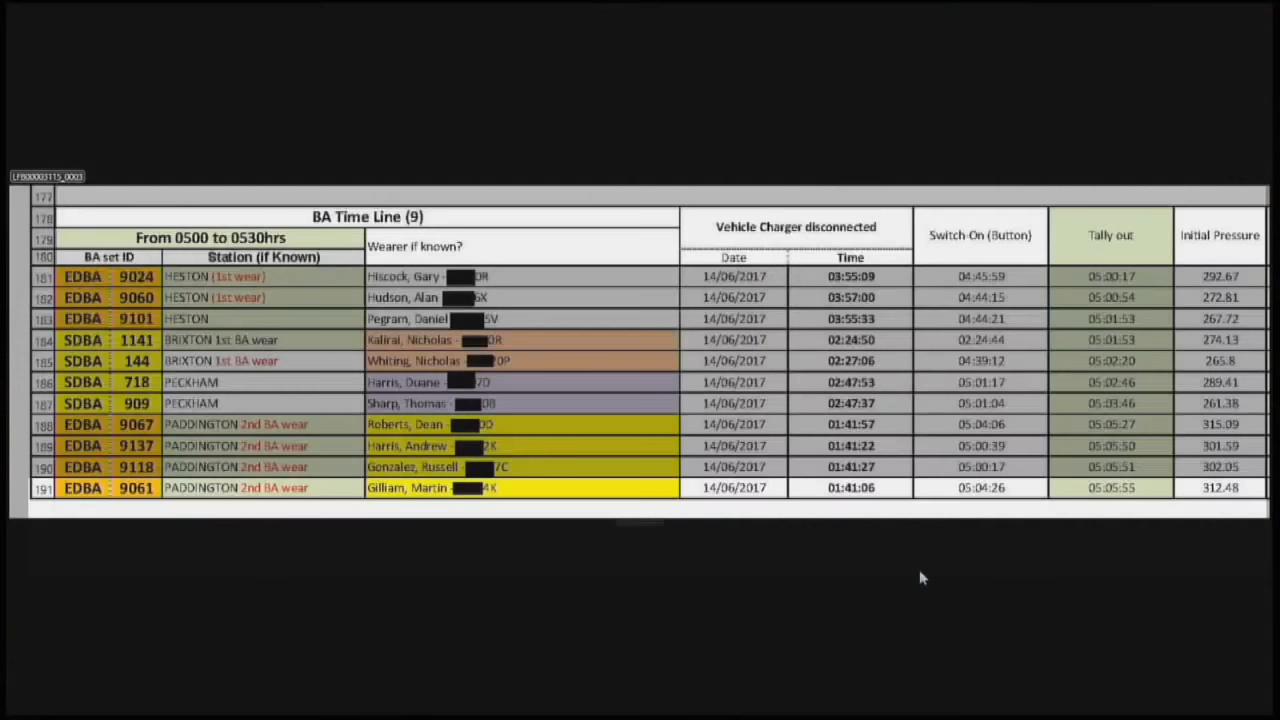 LFB00003115_0003
177
178 BA Time Line (9) Vehicle Charger disconnected Switch-On (Button) Tally out Initial Pressure
179 From 0500 to 0530hrs Wearer if known?
180 BA set ID Station (if Known) Date Time
181 EDBA : 9024 HESTON (1st wear) Hiscock, Gary - 0R 14/06/2017 03:55:09 04:45:59 05:00:17 292.67
182 EDBA : 9060 HESTON (1st wear) Hudson, Alan 6X 14/06/2017 03:57:00 04:44:15 05:00:54 272.81
183 EDBA : 9101 HESTON Pegram, Daniel 5V 14/06/2017 03:55:33 04:44:21 05:01:53 267.72
184 SDBA : 1141 BRIXTON 1st BA wear Kalirai, Nicholas - 0R 14/06/2017 02:24:50 02:24:44 05:01:53 274.13
185 SDBA : 144 BRIXTON 1st BA wear Whiting, Nicholas - 0P 14/06/2017 02:27:06 04:39:12 05:02:20 265.8
186 SDBA : 718 PECKHAM Harris, Duane - 7D 14/06/2017 02:47:53 05:01:17 05:02:46 289.41
187 SDBA : 909 PECKHAM Sharp, Thomas - 0B 14/06/2017 02:47:37 05:01:04 05:03:46 261.38
188 EDBA : 9067 PADDINGTON 2nd BA wear Roberts, Dean - 0D 14/06/2017 01:41:57 05:04:06 05:05:27 315.09
189 EDBA : 9137 PADDINGTON 2nd BA wear Harris, Andrew - 2K 14/06/2017 01:41:22 05:00:39 05:05:50 301.59
190 EDBA : 9118 PADDINGTON 2nd BA wear Gonzalez, Russell - 7C 14/06/2017 01:41:27 05:00:17 05:05:51 302.05
191 EDBA : 9061 PADDINGTON 2nd BA wear Gilliam, Martin - 4K 14/06/2017 01:41:06 05:04:26 05:05:55 312.48